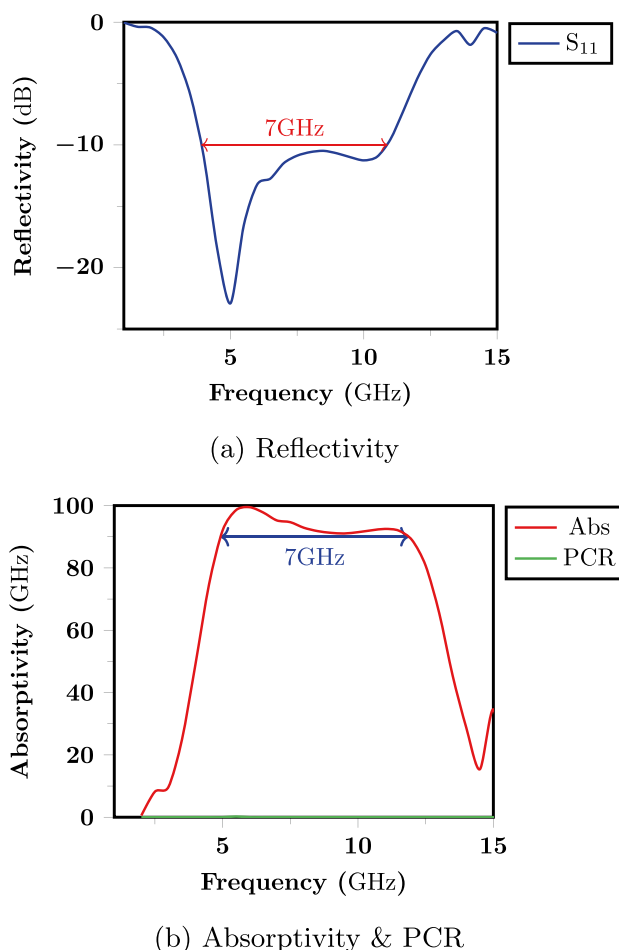 0
−10
−20
5
10
15
Reflectivity (dB)
Frequency (GHz)
7GHz
S₁₁
(a) Reflectivity
100
80
60
40
20
0
5
10
15
Absorptivity (GHz)
Frequency (GHz)
7GHz
Abs
PCR
(b) Absorptivity & PCR